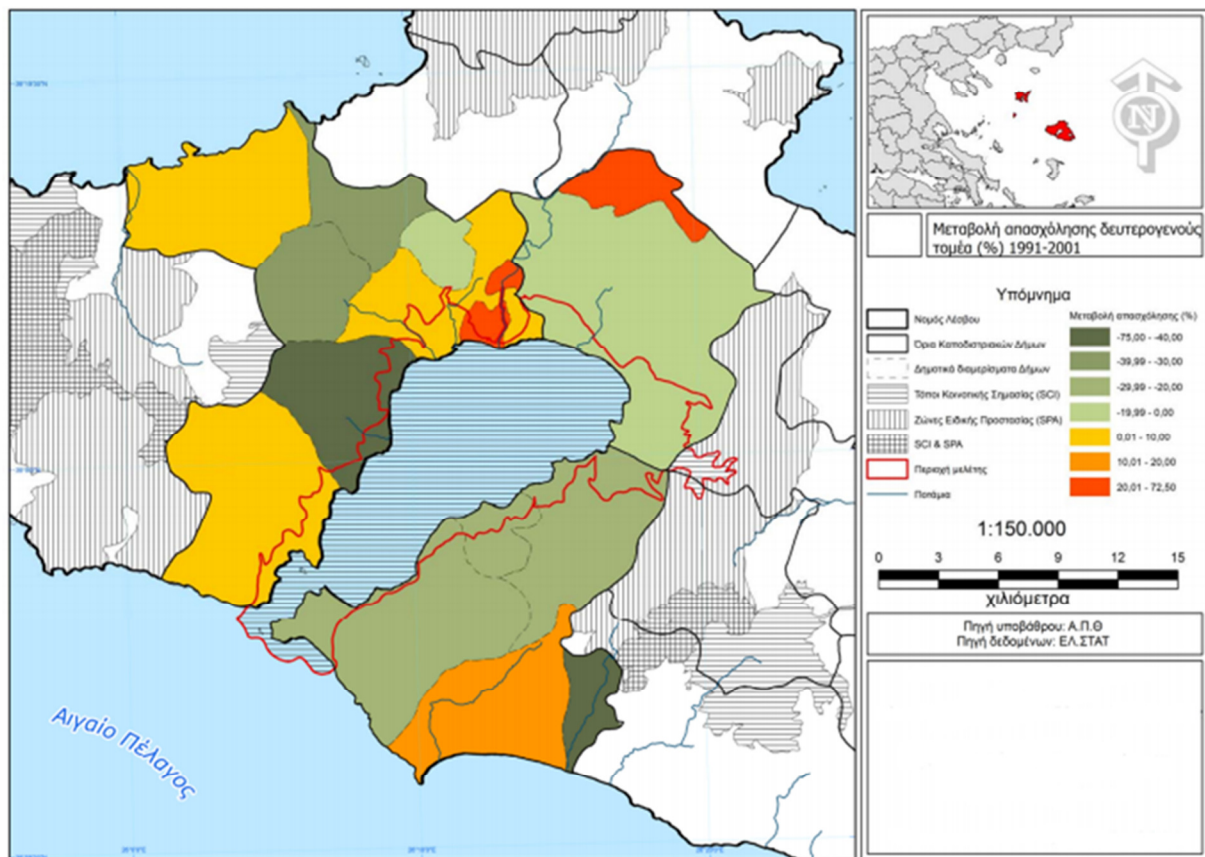 Αιγαίο Πέλαγος
N
Μεταβολή απασχόλησης δευτερογενούς
τομέα (%) 1991-2001
Υπόμνημα
Νομός Λέσβου
Όρια Καποδιστριακών Δήμων
Δημοτικά διαμερίσματα Δήμων
Τόποι Κοινοτικής Σημασίας (SCI)
Ζώνες Ειδικής Προστασίας (SPA)
SCI & SPA
Περιοχή μελέτης
Ποτάμια
Μεταβολή απασχόλησης (%)
-75,00 - -40,00
-39,99 - -30,00
-29,99 - -20,00
-19,99 - 0,00
0,01 - 10,00
10,01 - 20,00
20,01 - 72,50
1:150.000
0 3 6 9 12 15
χιλιόμετρα
Πηγή υποβάθρου: Α.Π.Θ
Πηγή δεδομένων: ΕΛ.ΣΤΑΤ